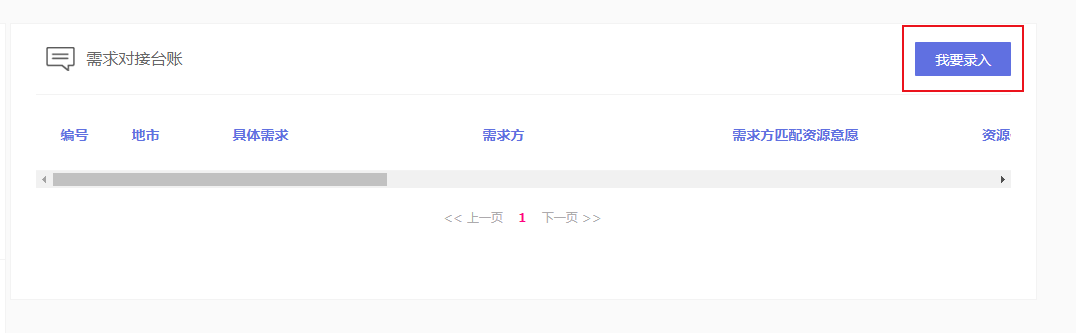 需求对接台账
我要录入
编号 地市 具体需求 需求方 需求方匹配资源意愿 资源
<< 上一页 1 下一页 >>